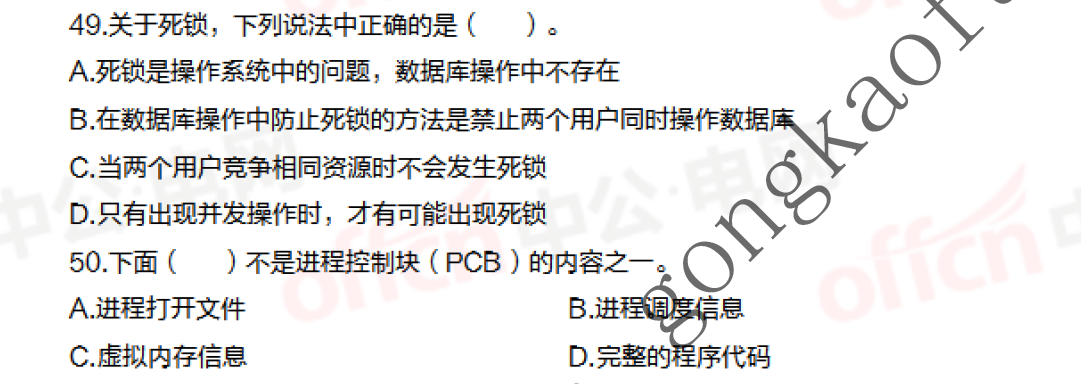 49.关于死锁，下列说法中正确的是（　　）。
A.死锁是操作系统中的问题，数据库操作中不存在
B.在数据库操作中防止死锁的方法是禁止两个用户同时操作数据库
C.当两个用户竞争相同资源时不会发生死锁
D.只有出现并发操作时，才有可能出现死锁
50.下面（　　）不是进程控制块（PCB）的内容之一。
A.进程打开文件　　B.进程调度信息
C.虚拟内存信息　　D.完整的程序代码
中公·电网
offcn
中公·电网
offcn
gongkaof